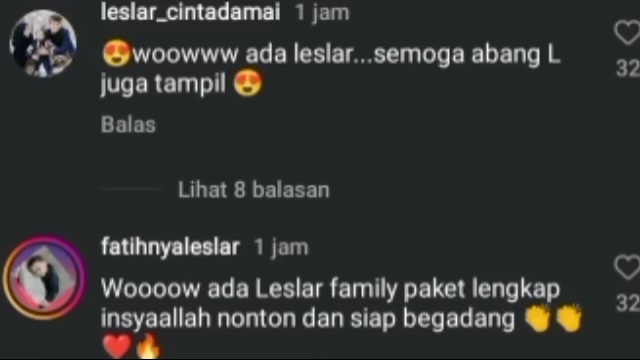 leslar_cintadamai 1 jam
😍woowww ada leslar...semoga abang L
juga tampil 😍
32
Balas
Lihat 8 balasan
fatihnyaleslar 1 jam
Woooow ada Leslar family paket lengkap
insyaallah nonton dan siap begadang 👏👏
32
❤️🔥